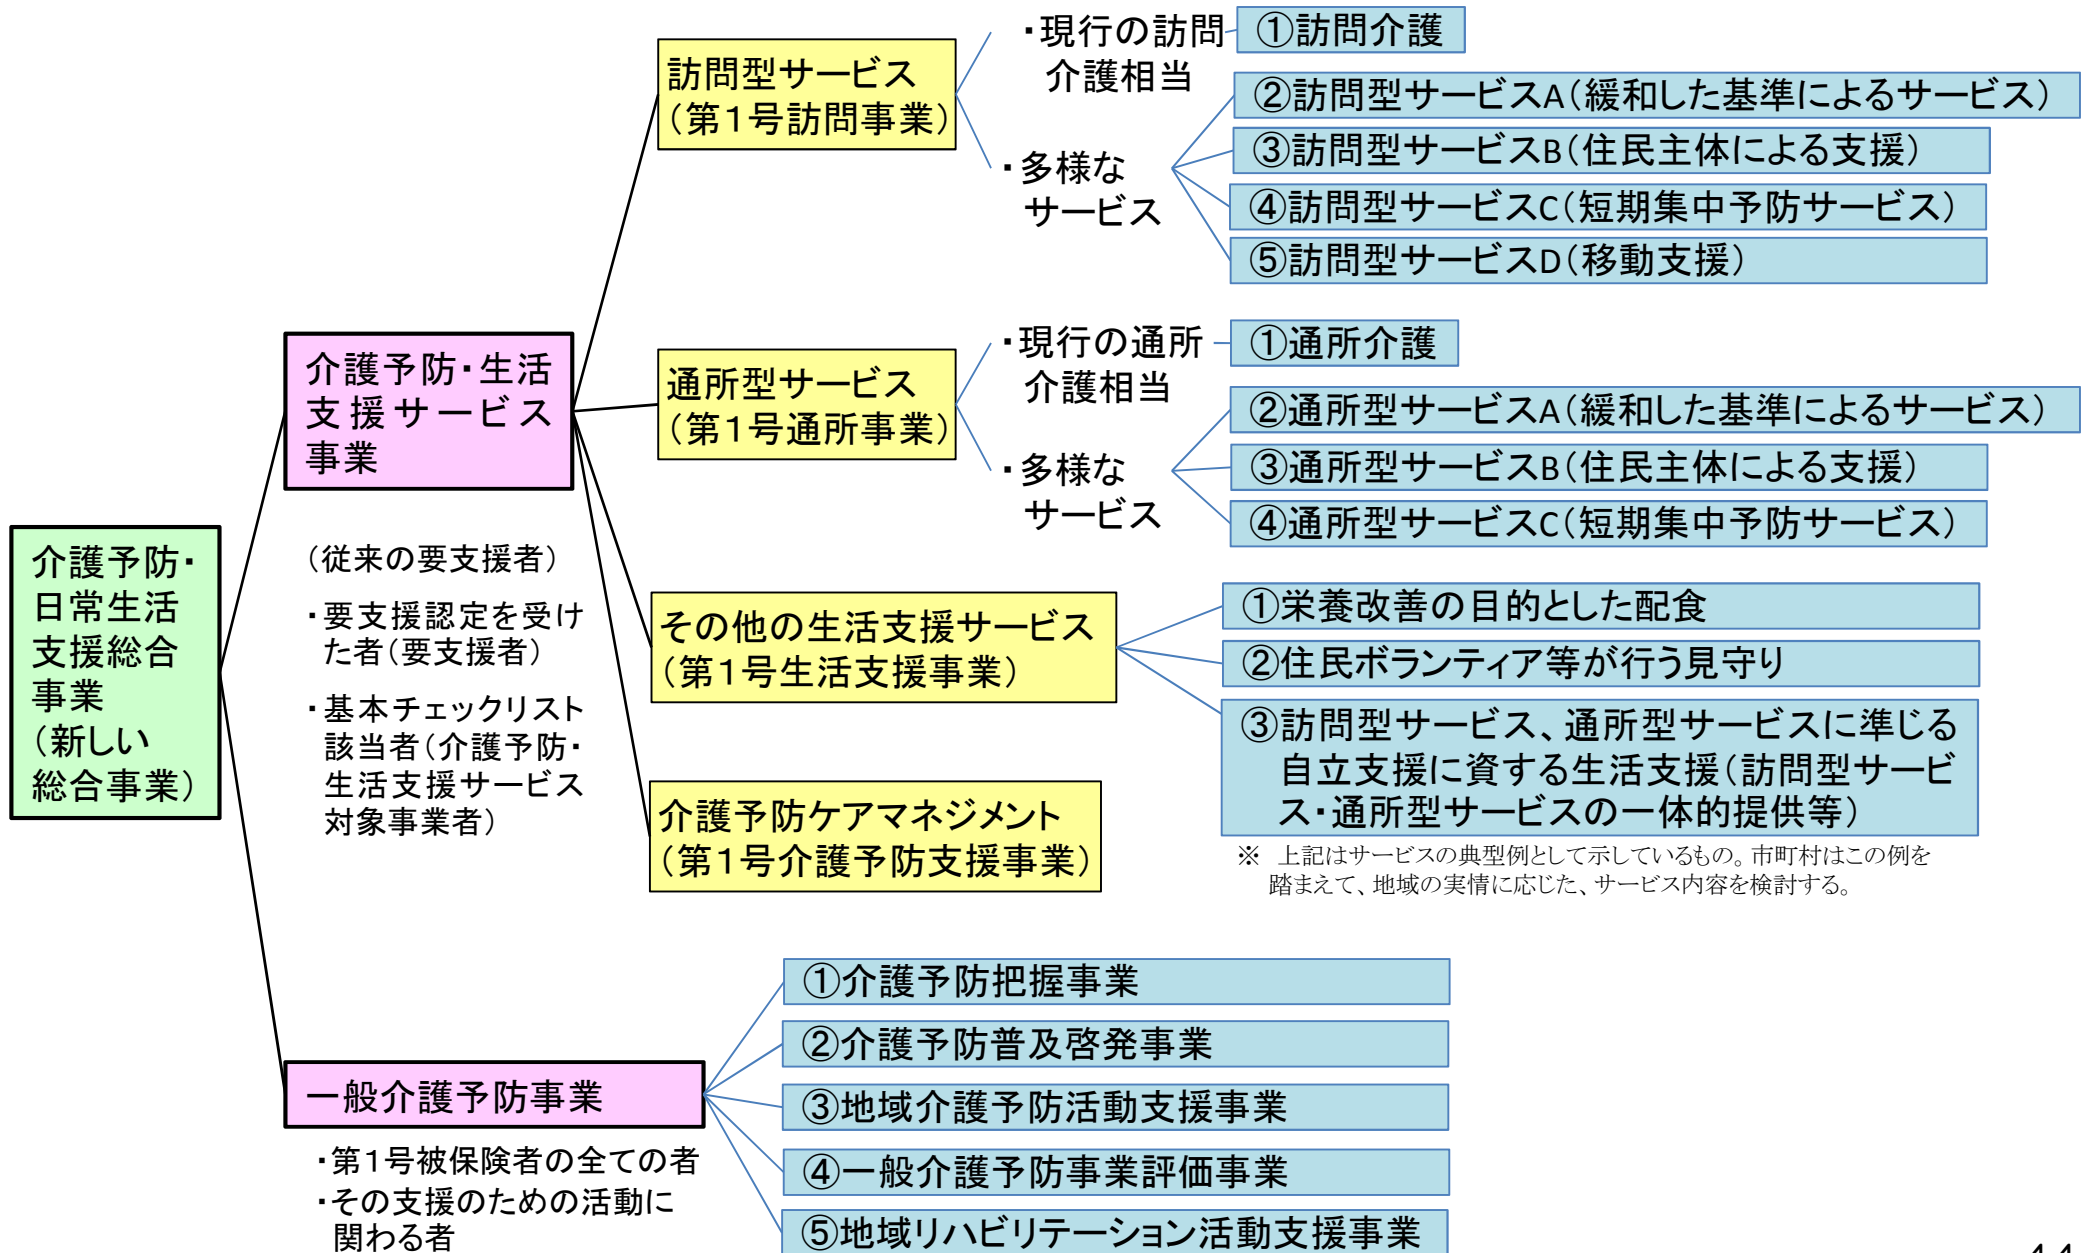 介護予防・
日常生活
支援総合
事業
（新しい
総合事業）
介護予防・生活
支援サービス
事業
（従来の要支援者）
・要支援認定を受け
た者（要支援者）
・基本チェックリスト
該当者（介護予防・
生活支援サービス
対象事業者）
訪問型サービス
（第１号訪問事業）
・現行の訪問
介護相当
①訪問介護
・多様な
サービス
②訪問型サービスA（緩和した基準によるサービス）
③訪問型サービスB（住民主体による支援）
④訪問型サービスC（短期集中予防サービス）
⑤訪問型サービスD（移動支援）
通所型サービス
（第１号通所事業）
・現行の通所
介護相当
①通所介護
・多様な
サービス
②通所型サービスA（緩和した基準によるサービス）
③通所型サービスB（住民主体による支援）
④通所型サービスC（短期集中予防サービス）
その他の生活支援サービス
（第１号生活支援事業）
①栄養改善の目的とした配食
②住民ボランティア等が行う見守り
③訪問型サービス、通所型サービスに準じる
自立支援に資する生活支援（訪問型サービ
ス・通所型サービスの一体的提供等）
※　上記はサービスの典型例として示しているもの。市町村はこの例を
踏まえて、地域の実情に応じた、サービス内容を検討する。
介護予防ケアマネジメント
（第１号介護予防支援事業）
一般介護予防事業
・第１号被保険者の全ての者
・その支援のための活動に
関わる者
①介護予防把握事業
②介護予防普及啓発事業
③地域介護予防活動支援事業
④一般介護予防事業評価事業
⑤地域リハビリテーション活動支援事業